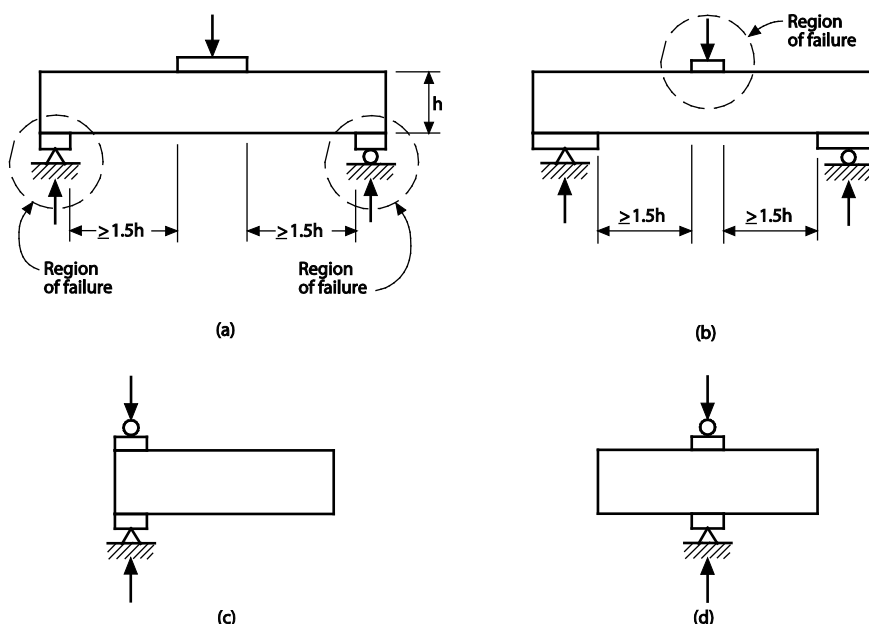 Region
of failure
h
≥1.5h
≥1.5h
≥1.5h
≥1.5h
Region
of failure
Region
of failure
(a)
(b)
(c)
(d)